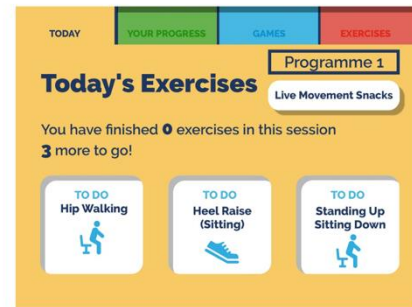 TODAY
YOUR PROGRESS
GAMES
EXERCISES
Programme 1
Today's Exercises
Live Movement Snacks
You have finished 0 exercises in this session
3 more to go!
TO DO
Hip Walking
TO DO
Heel Raise
(Sitting)
TO DO
Standing Up
Sitting Down